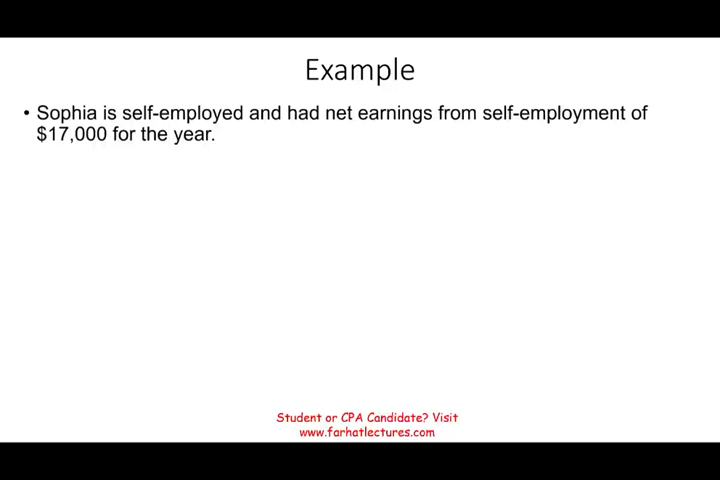 Example
• Sophia is self-employed and had net earnings from self-employment of
$17,000 for the year.
Student or CPA Candidate? Visit
www.farhatlectures.com